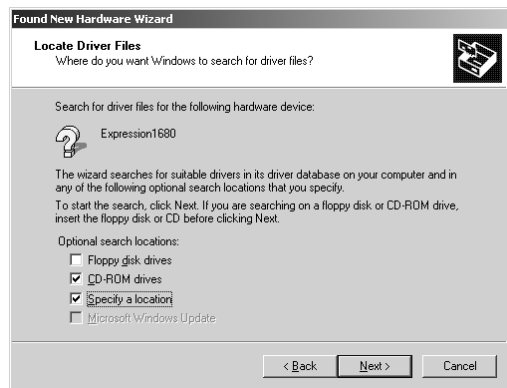 Found New Hardware Wizard
Locate Driver Files
Where do you want Windows to search for driver files?
Search for driver files for the following hardware device:
Expression1680
The wizard searches for suitable drivers in its driver database on your computer and in
any of the following optional search locations that you specify.
To start the search, click Next. If you are searching on a floppy disk or CD-ROM drive,
insert the floppy disk or CD before clicking Next.
Optional search locations:
Floppy disk drives
CD-ROM drives
Specify a location
Microsoft Windows Update
< Back Next > Cancel